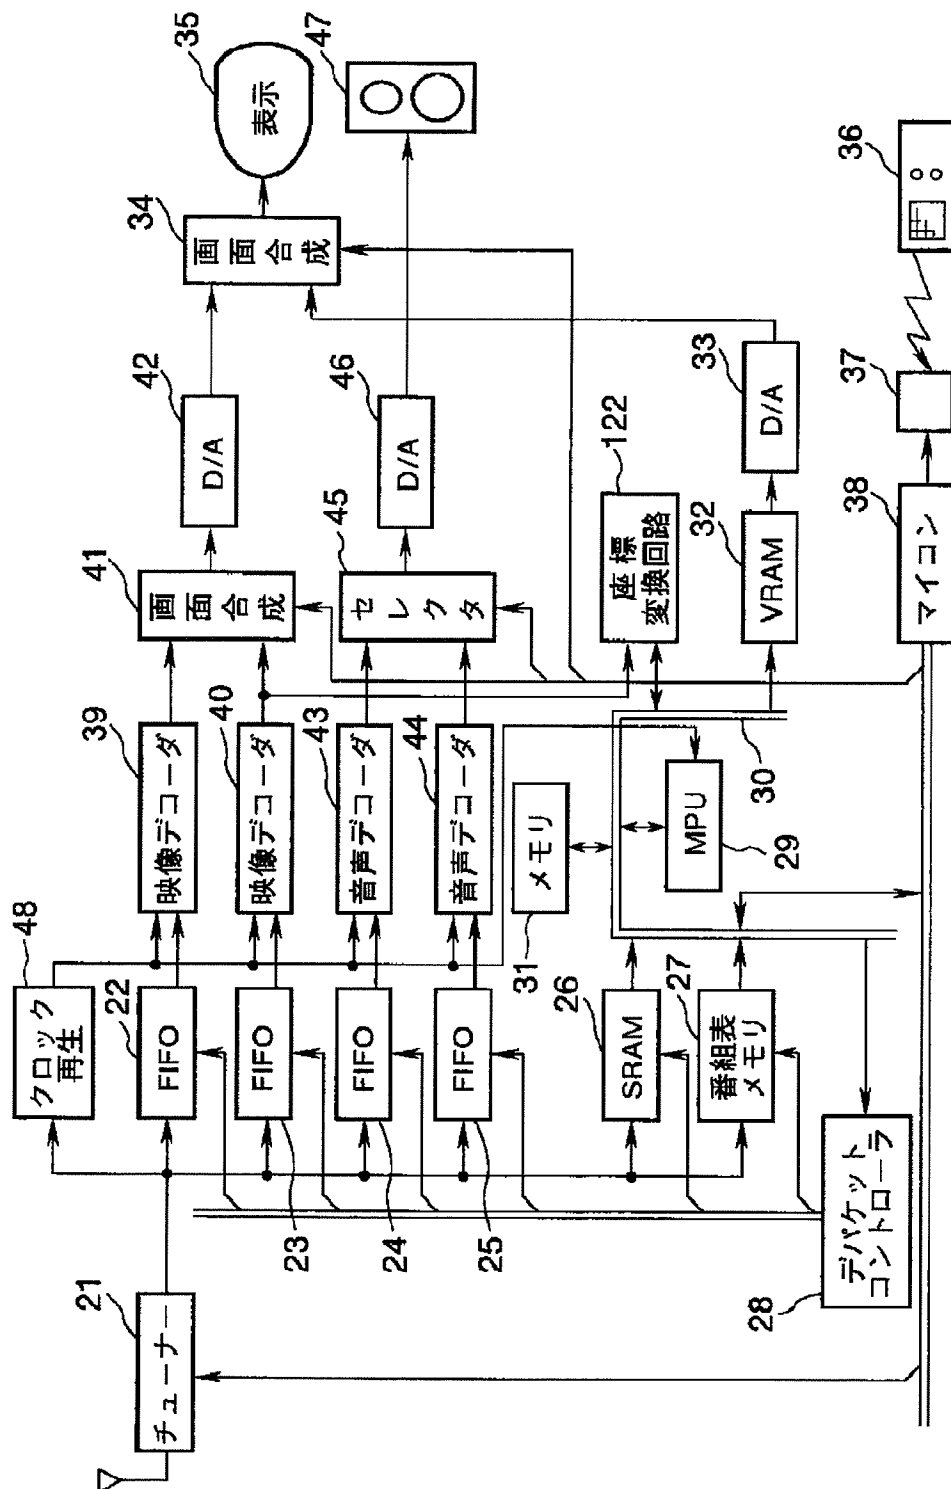 21
チューナー
48
クロック
再生
22
FIFO
23
FIFO
24
FIFO
25
FIFO
26
SRAM
27
番組表
メモリ
28
デパケット
コントローラ
39
映像デコーダ
40
映像デコーダ
43
音声デコーダ
44
音声デコーダ
31
メモリ
MPU
29
30
41
画面合成
45
セレクタ
42
D/A
46
D/A
122
座標
変換回路
32
VRAM
33
D/A
34
画面合成
35
表示
47
38
マイコン
37
36